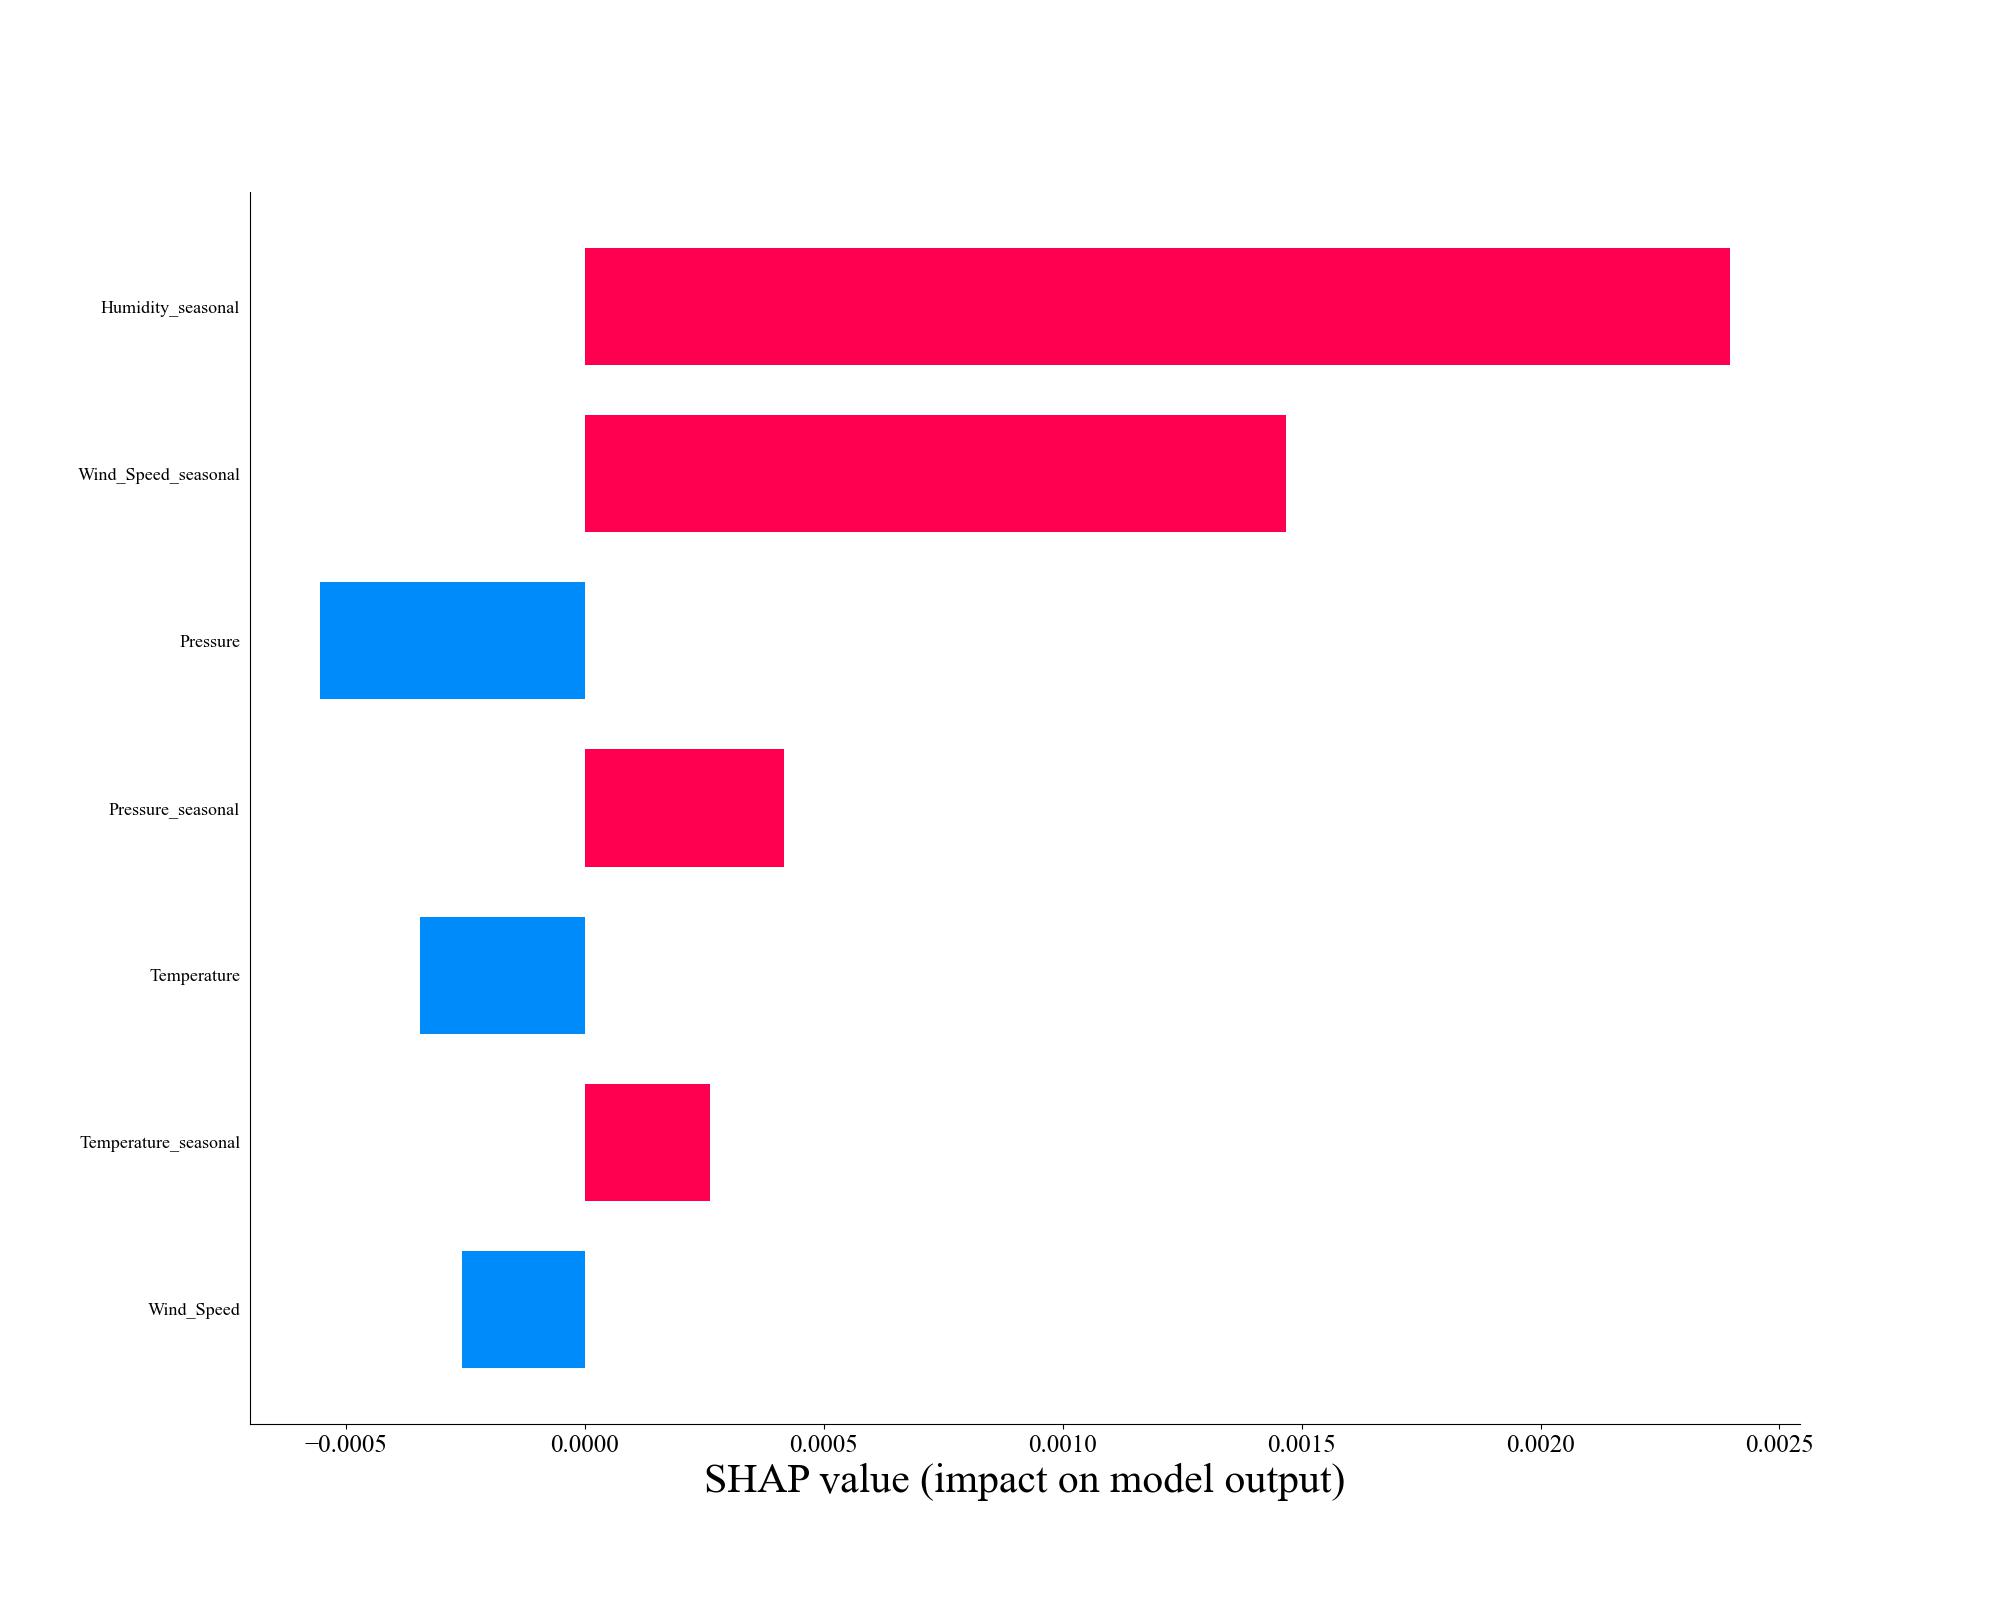 Humidity_seasonal
Wind_Speed_seasonal
Pressure
Pressure_seasonal
Temperature
Temperature_seasonal
Wind_Speed
−0.0005 0.0000 0.0005 0.0010 0.0015 0.0020 0.0025
SHAP value (impact on model output)